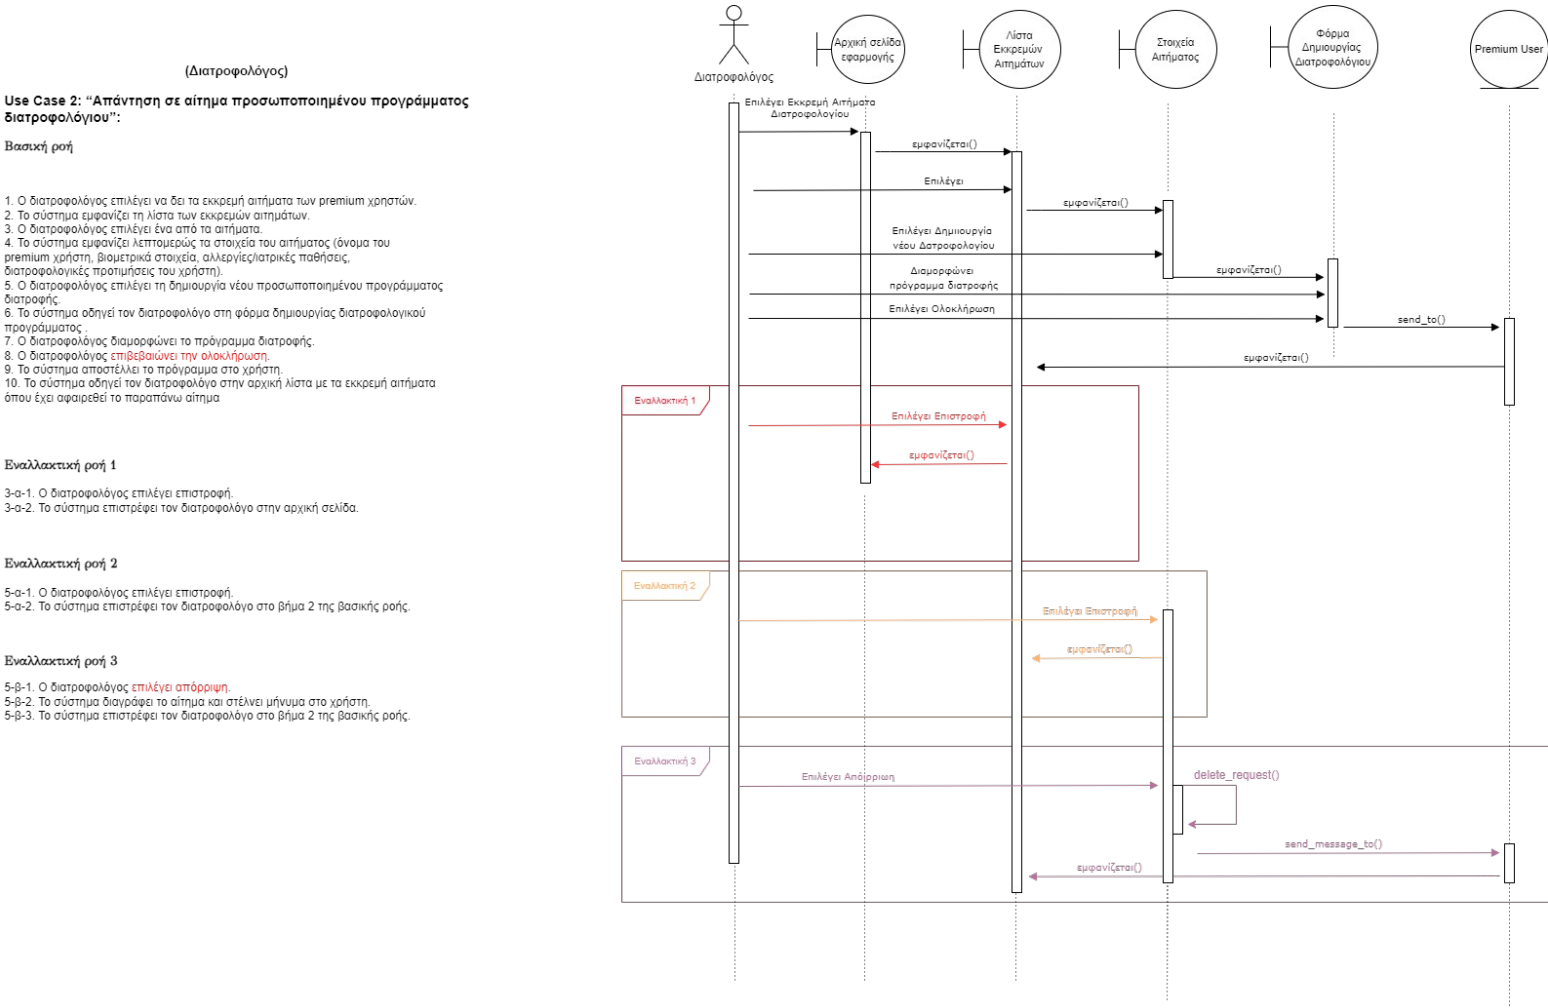 (Διατροφολόγος)
Use Case 2: “Απάντηση σε αίτημα προσωποποιημένου προγράμματος
διατροφολόγιου”:
Βασική ροή
1. Ο διατροφολόγος επιλέγει να δει τα εκκρεμή αιτήματα των premium χρηστών.
2. Το σύστημα εμφανίζει τη λίστα των εκκρεμών αιτημάτων.
3. Ο διατροφολόγος επιλέγει ένα από τα αιτήματα.
4. Το σύστημα εμφανίζει λεπτομερώς τα στοιχεία του αιτήματος (όνομα του
premium χρήστη, βιομετρικά στοιχεία, αλλεργίες/ιατρικές παθήσεις,
διατροφολογικές προτιμήσεις του χρήστη).
5. Ο διατροφολόγος επιλέγει τη δημιουργία νέου προσωποποιημένου προγράμματος
διατροφής.
6. Το σύστημα οδηγεί τον διατροφολόγο στη φόρμα δημιουργίας διατροφολογικού
προγράμματος .
7. Ο διατροφολόγος διαμορφώνει το πρόγραμμα διατροφής.
8. Ο διατροφολόγος επιβεβαιώνει την ολοκλήρωση.
9. Το σύστημα αποστέλλει το πρόγραμμα στο χρήστη.
10. Το σύστημα οδηγεί τον διατροφολόγο στην αρχική λίστα με τα εκκρεμή αιτήματα
όπου έχει αφαιρεθεί το παραπάνω αίτημα
Εναλλακτική ροή 1
3-α-1. Ο διατροφολόγος επιλέγει επιστροφή.
3-α-2. Το σύστημα επιστρέφει τον διατροφολόγο στην αρχική σελίδα.
Εναλλακτική ροή 2
5-α-1. Ο διατροφολόγος επιλέγει επιστροφή.
5-α-2. Το σύστημα επιστρέφει τον διατροφολόγο στο βήμα 2 της βασικής ροής.
Εναλλακτική ροή 3
5-β-1. Ο διατροφολόγος επιλέγει απόρριψη.
5-β-2. Το σύστημα διαγράφει το αίτημα και στέλνει μήνυμα στο χρήστη.
5-β-3. Το σύστημα επιστρέφει τον διατροφολόγο στο βήμα 2 της βασικής ροής.
Διατροφολόγος
Αρχική σελίδα
εφαρμογής
Λίστα
Εκκρεμών
Αιτημάτων
Στοιχεία
Αιτήματος
Φόρμα
Δημιουργίας
Διατροφολόγιου
Premium User
Επιλέγει Εκκρεμή Αιτήματα
Διατροφολογίου
εμφανίζεται()
Επιλέγει
εμφανίζεται()
Επιλέγει Δημιιουργία
νέου Δατροφολογίου
εμφανίζεται()
Διαμορφώνει
πρόγραμμα διατροφής
Επιλέγει Ολοκλήρωση
send_to()
εμφανίζεται()
Εναλλακτική 1
Επιλέγει Επιστροφή
εμφανίζεται()
Εναλλακτική 2
Επιλέγει Επιστροφή
εμφανίζεται()
Εναλλακτική 3
Επιλέγει Απόιρριωη
delete_request()
send_message_to()
εμφανίζεται()